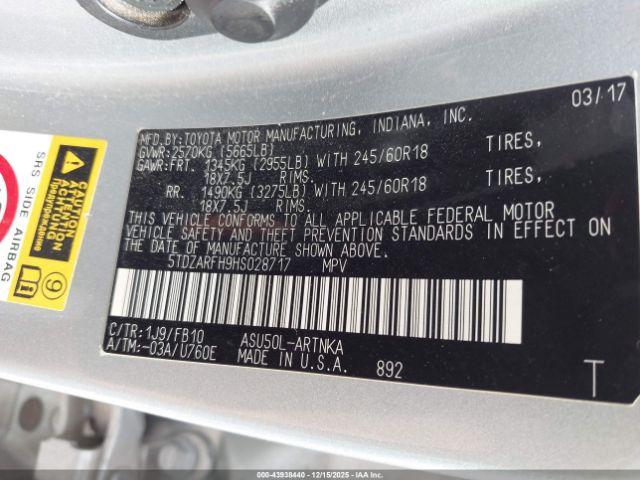 03/17
MFD.BY:TOYOTA MOTOR MANUFACTURING, INDIANA, INC.
GVWR:2570KG (5665LB)
GAWR:FRT. 1345KG (2955LB) WITH 245/60R18 TIRES,
18X7.5J RIMS.
RR. 1490KG (3275LB) WITH 245/60R18 TIRES,
18X7.5J RIMS.
THIS VEHICLE CONFORMS TO ALL APPLICABLE FEDERAL MOTOR
VEHICLE SAFETY, BUMPER, AND THEFT PREVENTION STANDARDS IN EFFECT ON
THE DATE OF MANUFACTURE SHOWN ABOVE.
5TDZARFH9HS028717 MPV
C/TR:1J9/FB10 ASU50L-ARTNKA
A/TM:-03A/U760E MADE IN U.S.A.
892
T
SRS SIDE AIRBAG
9
000-43938440 - 12/15/2025 - IAAI.COM